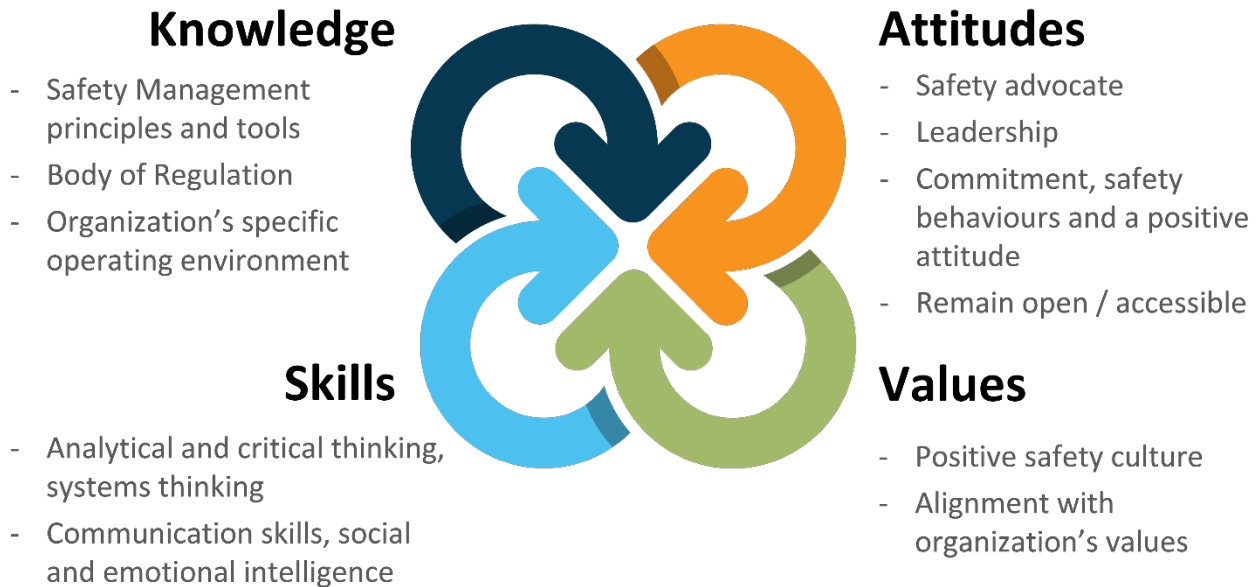 Knowledge
- Safety Management
principles and tools
- Body of Regulation
- Organization’s specific
operating environment
Attitudes
- Safety advocate
- Leadership
- Commitment, safety
behaviours and a positive
attitude
- Remain open / accessible
Skills
- Analytical and critical thinking,
systems thinking
- Communication skills, social
and emotional intelligence
Values
- Positive safety culture
- Alignment with
organization’s values